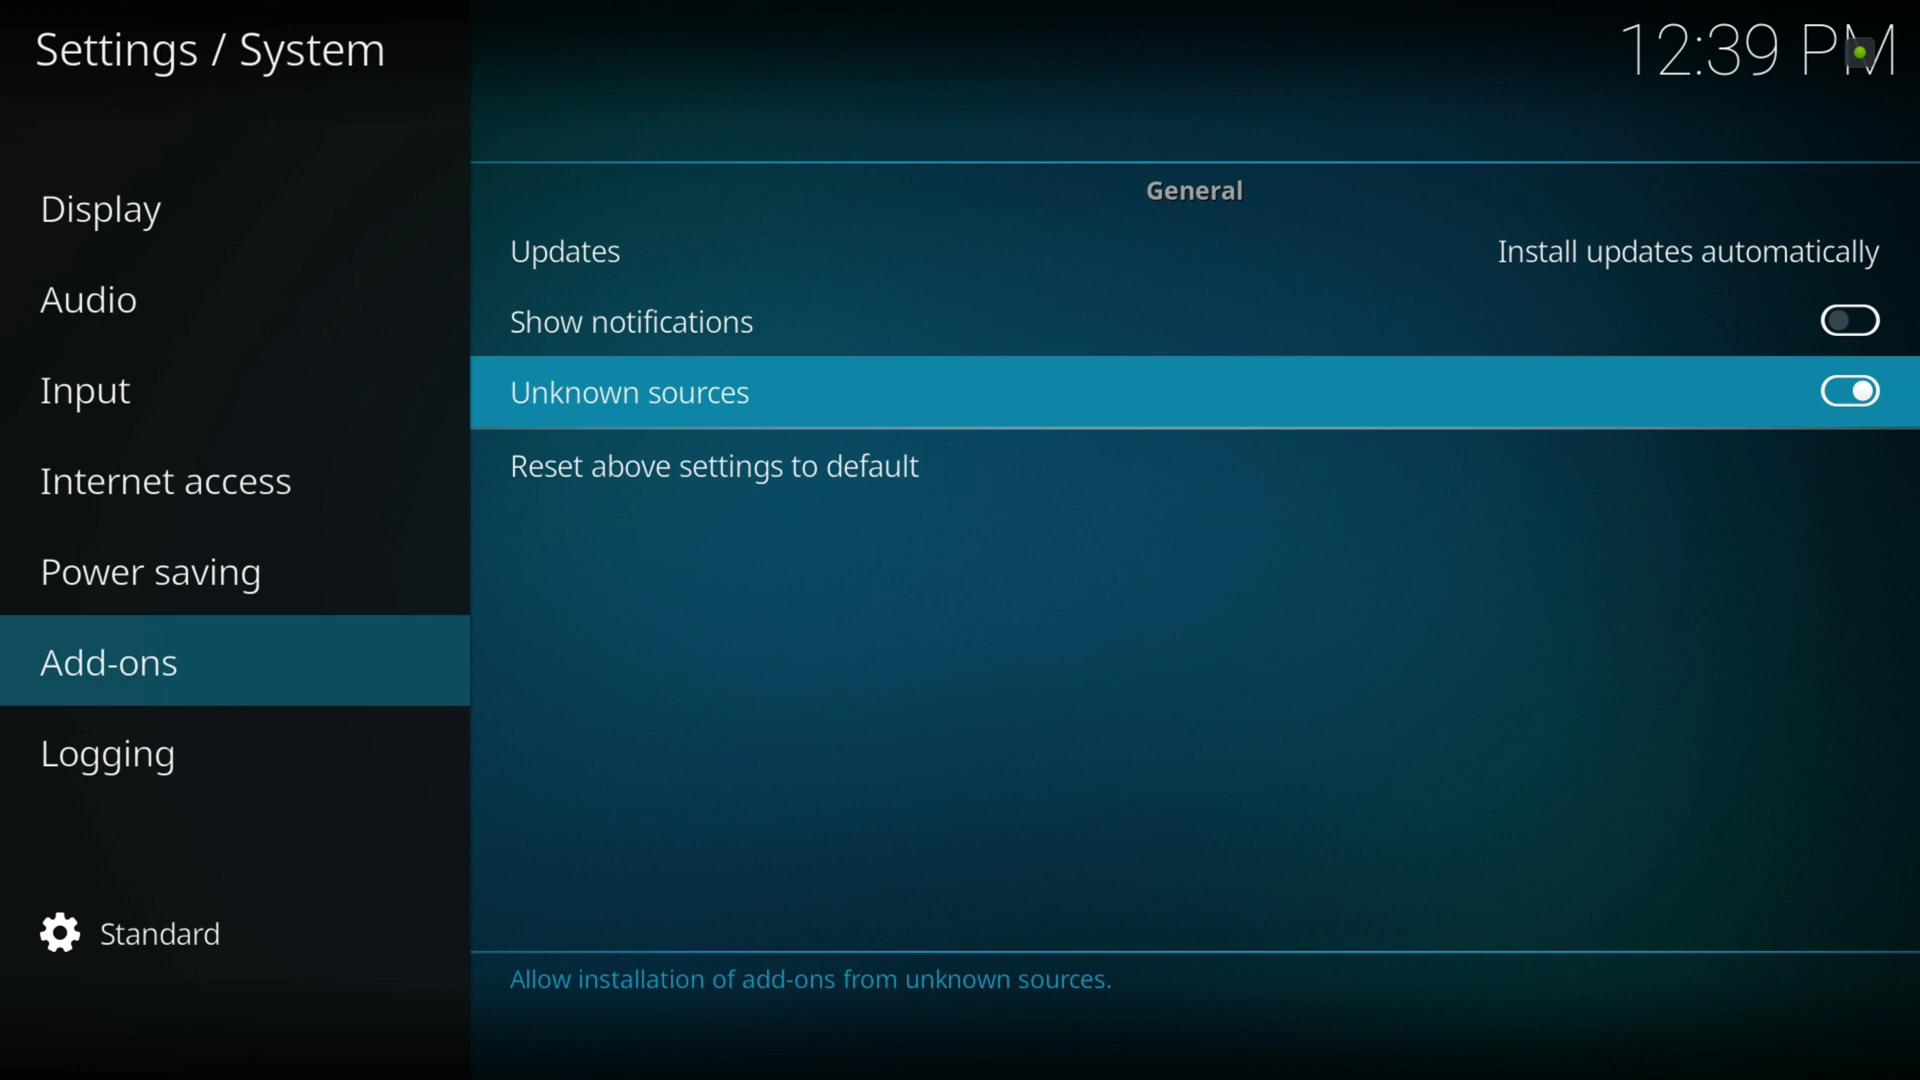 Settings / System
12:39 PM
Display
Audio
Input
Internet access
Power saving
Add-ons
Logging
Standard
General
Updates Install updates automatically
Show notifications
Unknown sources
Reset above settings to default
Allow installation of add-ons from unknown sources.